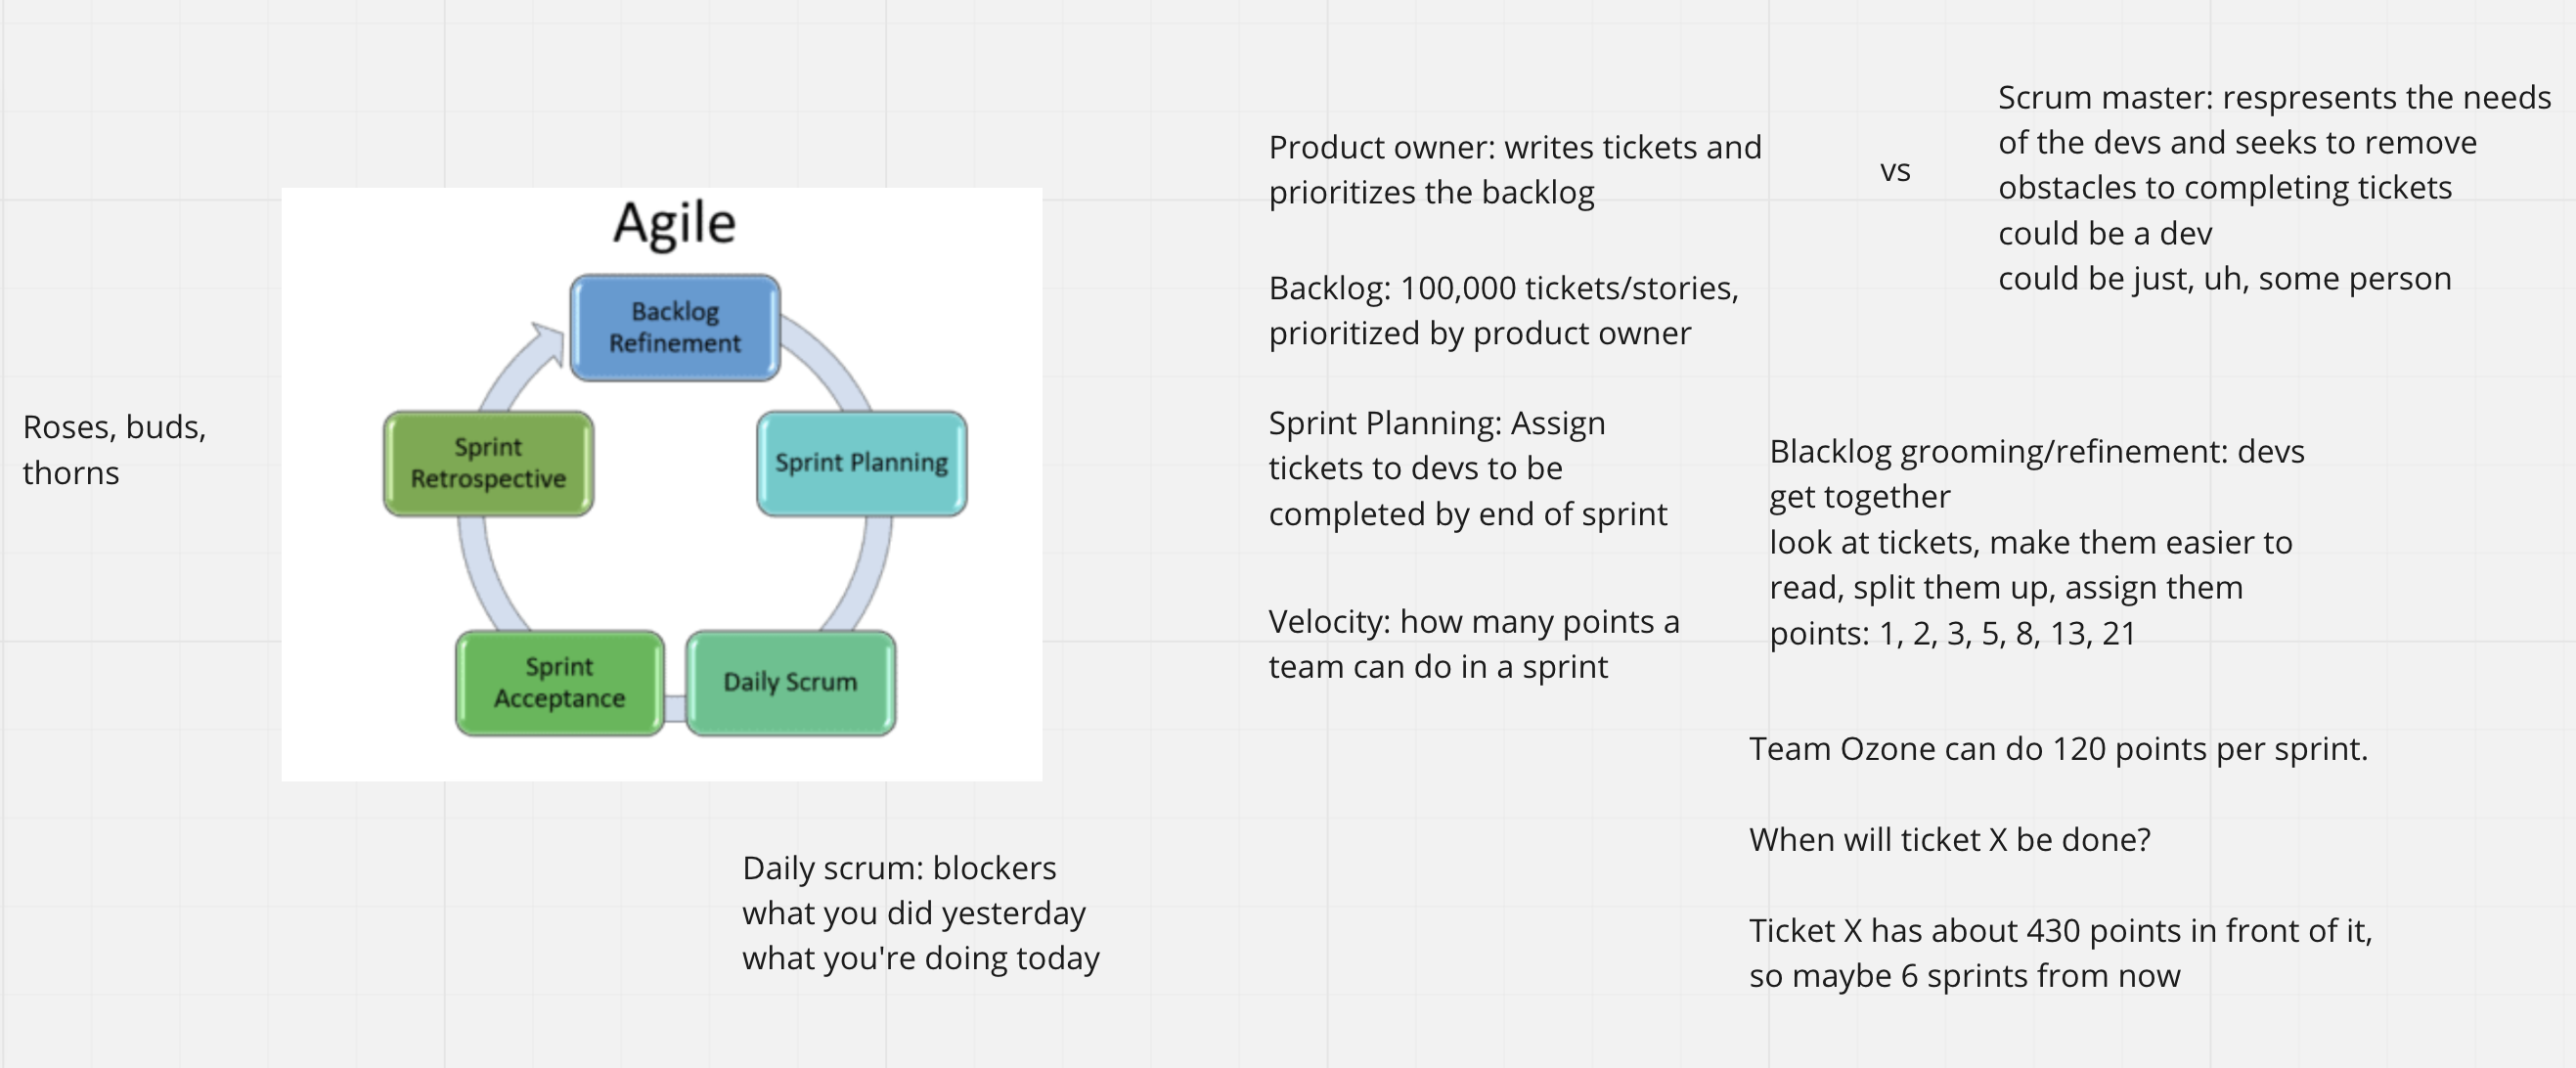 Roses, buds,
thorns
Agile
Backlog
Refinement
Sprint Planning
Daily Scrum
Sprint
Acceptance
Sprint
Retrospective
Daily scrum: blockers
what you did yesterday
what you're doing today
Product owner: writes tickets and
prioritizes the backlog
vs
Scrum master: respresents the needs
of the devs and seeks to remove
obstacles to completing tickets
could be a dev
could be just, uh, some person
Backlog: 100,000 tickets/stories,
prioritized by product owner
Sprint Planning: Assign
tickets to devs to be
completed by end of sprint
Blacklog grooming/refinement: devs
get together
look at tickets, make them easier to
read, split them up, assign them
points: 1, 2, 3, 5, 8, 13, 21
Velocity: how many points a
team can do in a sprint
Team Ozone can do 120 points per sprint.
When will ticket X be done?
Ticket X has about 430 points in front of it,
so maybe 6 sprints from now